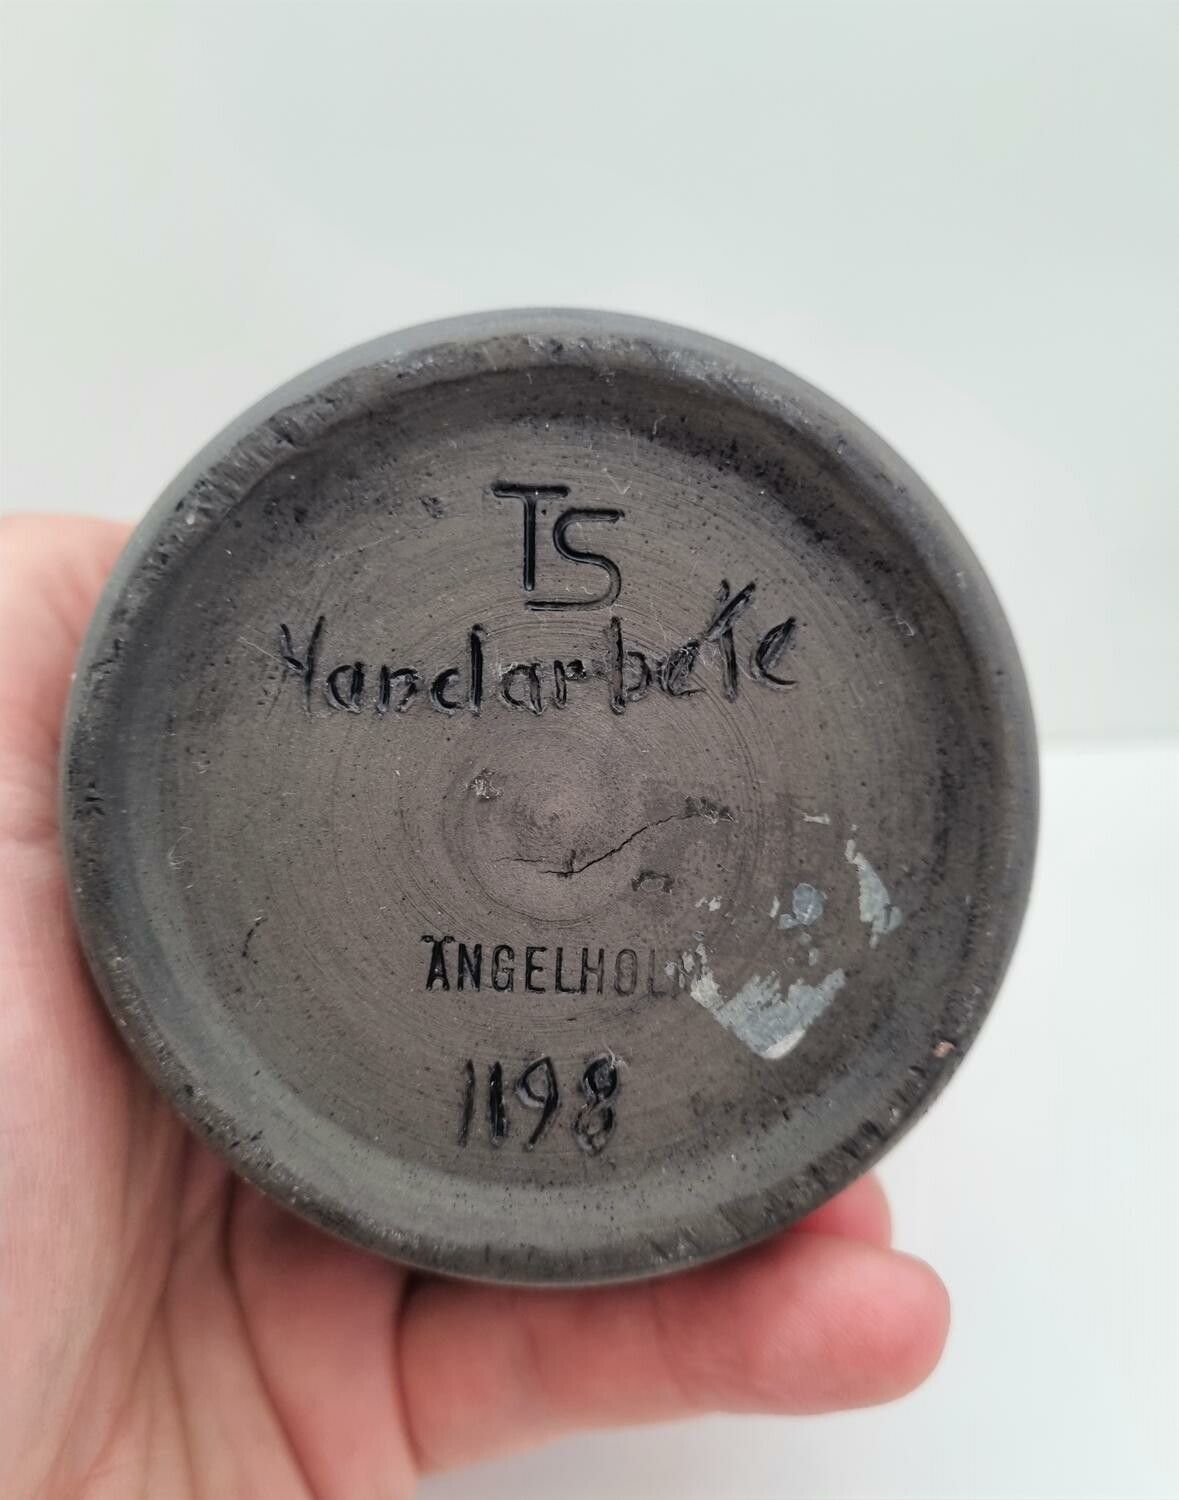 TS
Handarbete
ÄNGELHOLM
1198